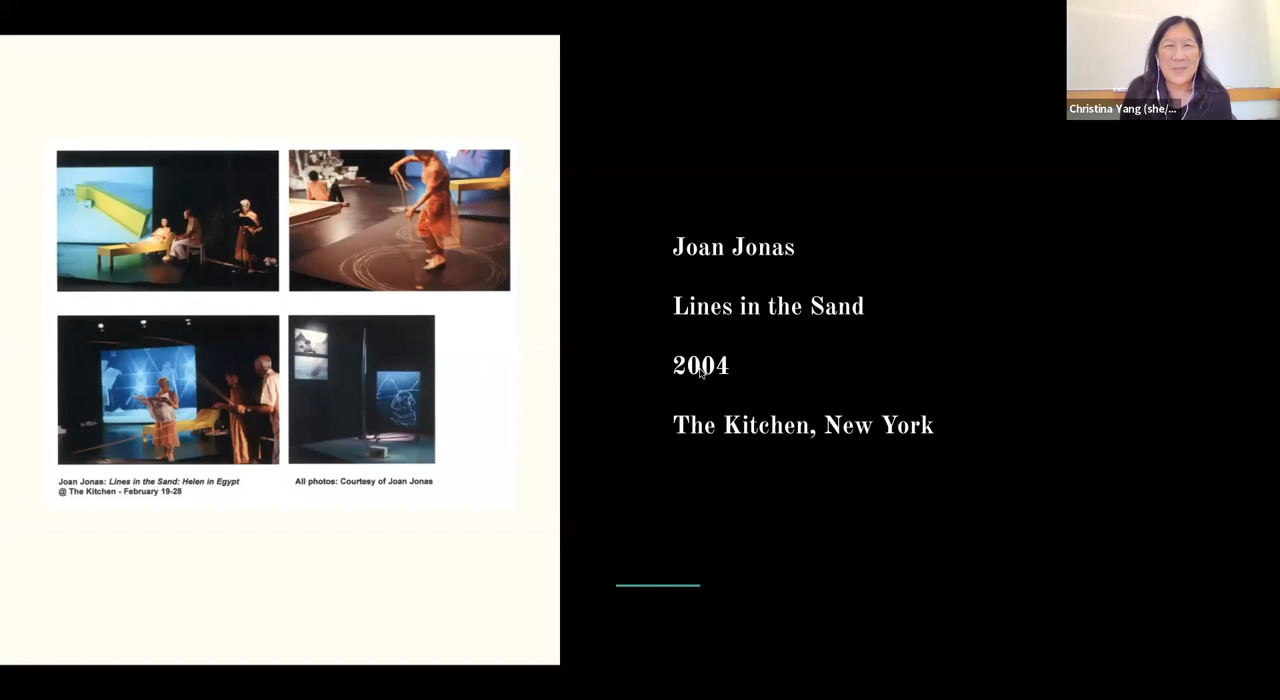 Christina Yang (she/...
Joan Jonas
Lines in the Sand
2004
The Kitchen, New York
Joan Jonas: Lines in the Sand: Helen in Egypt
@ The Kitchen - February 19-28
All photos: Courtesy of Joan Jonas